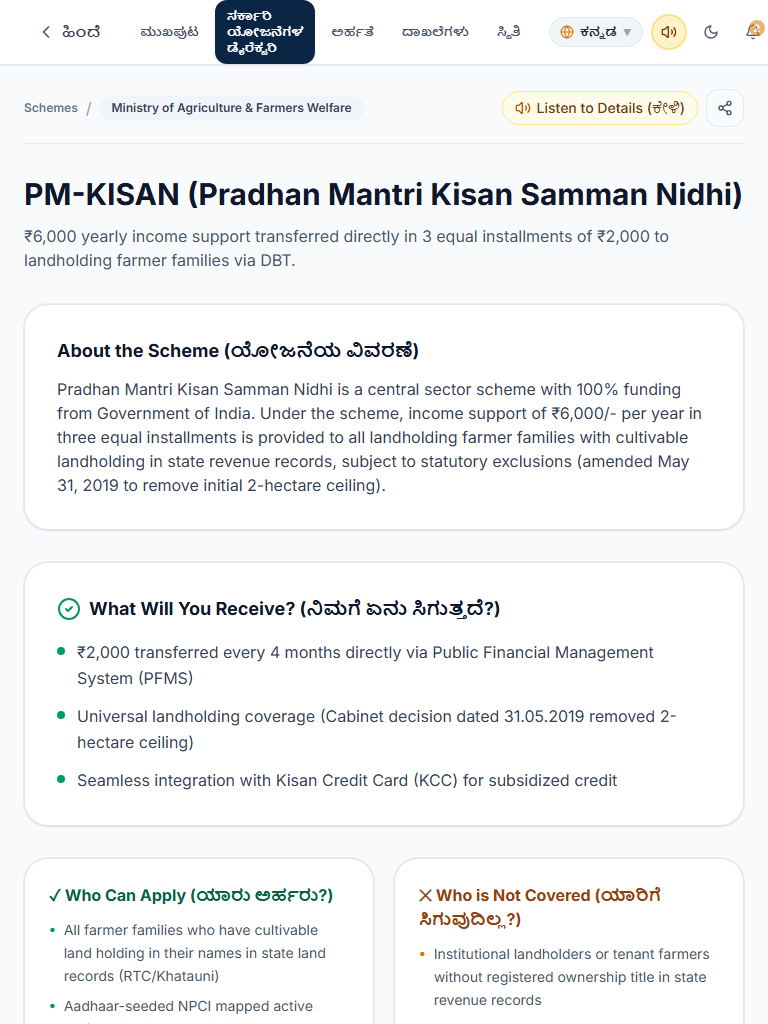 ಹಿಂದೆ
ಮುಖಪುಟ
ಸರ್ಕಾರಿ
ಯೋಜನೆಗಳ
ಡೈರೆಕ್ಟರಿ
ಅರ್ಹತೆ
ದಾಖಲೆಗಳು
ಸ್ಥಿತಿ
ಕನ್ನಡ
Schemes / Ministry of Agriculture & Farmers Welfare
Listen to Details (ಕೇಳಿ)
PM-KISAN (Pradhan Mantri Kisan Samman Nidhi)
₹6,000 yearly income support transferred directly in 3 equal installments of ₹2,000 to
landholding farmer families via DBT.
About the Scheme (ಯೋಜನೆಯ ವಿವರಣೆ)
Pradhan Mantri Kisan Samman Nidhi is a central sector scheme with 100% funding
from Government of India. Under the scheme, income support of ₹6,000/- per year in
three equal installments is provided to all landholding farmer families with cultivable
landholding in state revenue records, subject to statutory exclusions (amended May
31, 2019 to remove initial 2-hectare ceiling).
What Will You Receive? (ನಿಮಗೆ ಏನು ಸಿಗುತ್ತದೆ?)
₹2,000 transferred every 4 months directly via Public Financial Management
System (PFMS)
Universal landholding coverage (Cabinet decision dated 31.05.2019 removed 2-
hectare ceiling)
Seamless integration with Kisan Credit Card (KCC) for subsidized credit
✓ Who Can Apply (ಯಾರು ಅರ್ಹರು?)
All farmer families who have cultivable
land holding in their names in state land
records (RTC/Khatauni)
Aadhaar-seeded NPCI mapped active
✕ Who is Not Covered (ಯಾರಿಗೆ
ಸಿಗುವುದಿಲ್ಲ?)
Institutional landholders or tenant farmers
without registered ownership title in state
revenue records